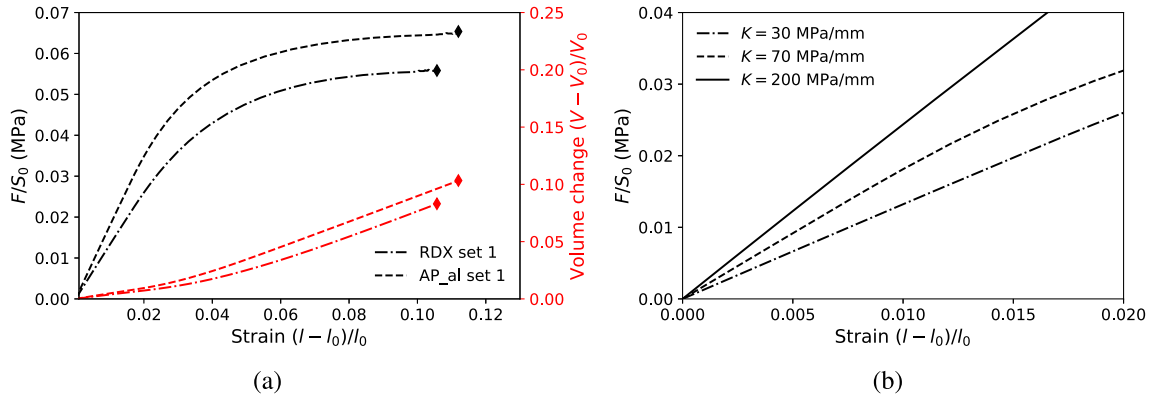 0.07
0.06
0.05
0.04
0.03
0.02
0.01
0.00
F/S₀ (MPa)
0.02 0.04 0.06 0.08 0.10 0.12
Strain (l − l₀)/l₀
0.25
0.20
0.15
0.10
0.05
0.00
Volume change (V − V₀)/V₀
RDX set 1
AP_al set 1
(a)
0.04
0.03
0.02
0.01
0.00
F/S₀ (MPa)
K = 30 MPa/mm
K = 70 MPa/mm
K = 200 MPa/mm
0.000 0.005 0.010 0.015 0.020
Strain (l − l₀)/l₀
(b)